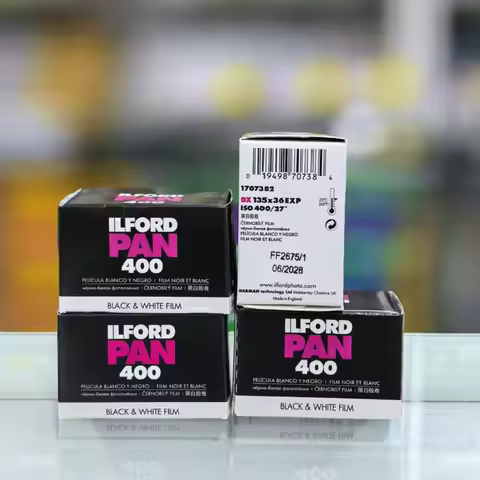 ILFORD
PAN
400
PELÍCULA BLANCO Y NEGRO | FILM NOIR ET BLANC
чёрно-белая фотоплёнка | ČERNOBÍLÝ FILM | 黑白胶卷
BLACK & WHITE FILM
0 19498 70738 4
1707382
DX 135x36EXP
ISO 400/27°
黑白胶卷
ČERNOBÍLÝ FILM
чёрно-белая фотоплёнка
PELÍCULA BLANCO Y NEGRO
FILM NOIR ET BLANC
FF2675/1
06/2028
www.ilfordphoto.com
HARMAN technology Ltd Mobberley Cheshire UK
Made in England
ILFORD
PAN
400
PELÍCULA BLANCO Y NEGRO | FILM NOIR ET BLANC
чёрно-белая фотоплёнка | ČERNOBÍLÝ FILM | 黑白胶卷
BLACK & WHITE FILM
ILFORD
PAN
400
PELÍCULA BLANCO Y NEGRO | FILM NOIR ET BLANC
чёрно-белая фотоплёнка | ČERNOBÍLÝ FILM | 黑白胶卷
BLACK & WHITE FILM